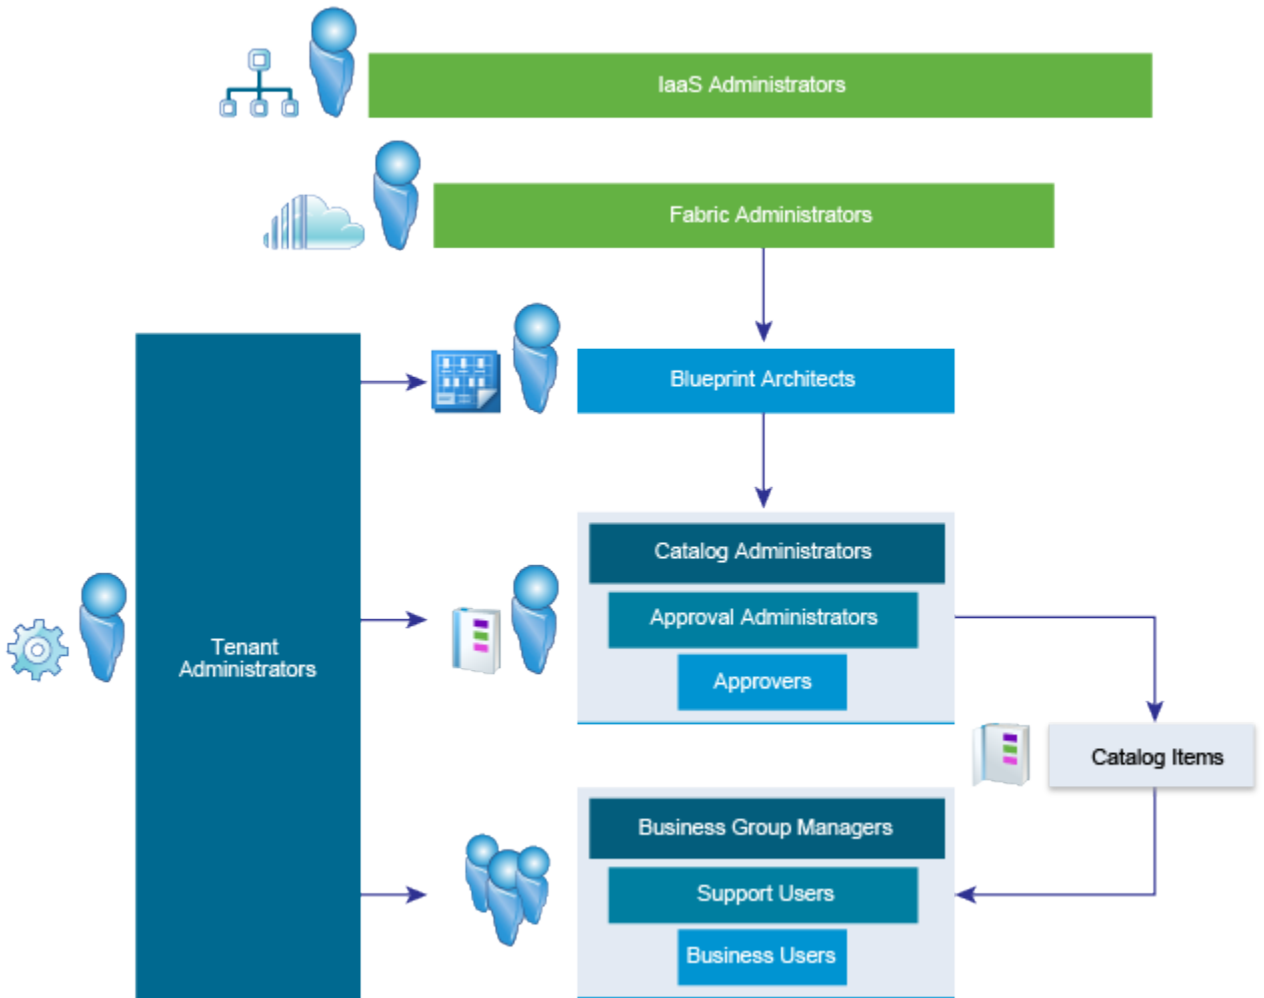 IaaS Administrators
Fabric Administrators
Blueprint Architects
Catalog Administrators
Approval Administrators
Approvers
Tenant
Administrators
Catalog Items
Business Group Managers
Support Users
Business Users